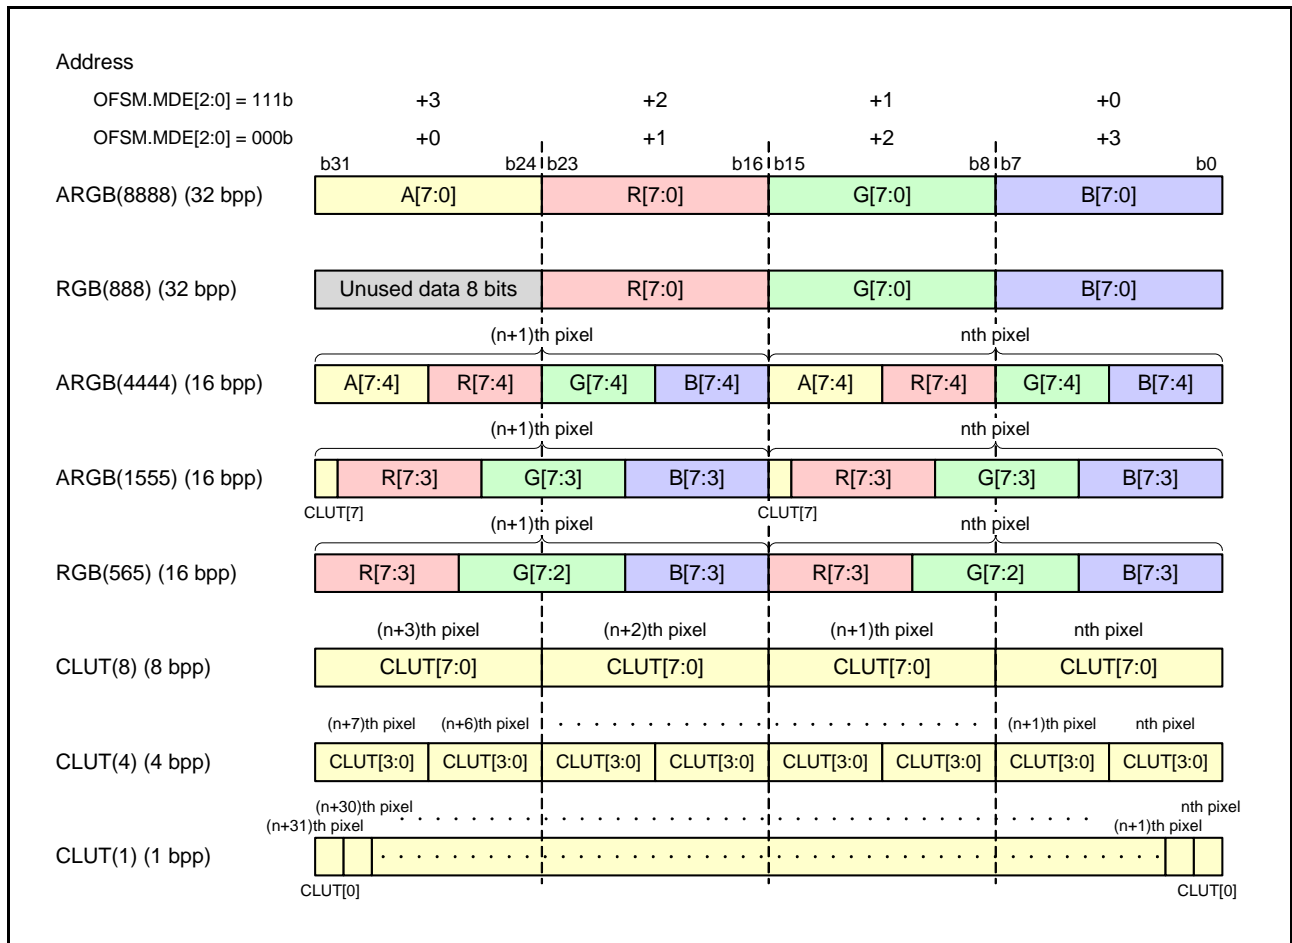 Address
OFSM.MDE[2:0] = 111b +3 +2 +1 +0
OFSM.MDE[2:0] = 000b +0 +1 +2 +3
b31 b24 b23 b16 b15 b8 b7 b0
ARGB(8888) (32 bpp) A[7:0] R[7:0] G[7:0] B[7:0]
RGB(888) (32 bpp) Unused data 8 bits R[7:0] G[7:0] B[7:0]
(n+1)th pixel nth pixel
ARGB(4444) (16 bpp) A[7:4] R[7:4] G[7:4] B[7:4] A[7:4] R[7:4] G[7:4] B[7:4]
(n+1)th pixel nth pixel
ARGB(1555) (16 bpp) R[7:3] G[7:3] B[7:3] R[7:3] G[7:3] B[7:3]
CLUT[7] CLUT[7]
(n+1)th pixel nth pixel
RGB(565) (16 bpp) R[7:3] G[7:2] B[7:3] R[7:3] G[7:2] B[7:3]
(n+3)th pixel (n+2)th pixel (n+1)th pixel nth pixel
CLUT(8) (8 bpp) CLUT[7:0] CLUT[7:0] CLUT[7:0] CLUT[7:0]
(n+7)th pixel (n+6)th pixel (n+1)th pixel nth pixel
CLUT(4) (4 bpp) CLUT[3:0] CLUT[3:0] CLUT[3:0] CLUT[3:0] CLUT[3:0] CLUT[3:0] CLUT[3:0] CLUT[3:0]
(n+30)th pixel nth pixel
(n+31)th pixel (n+1)th pixel
CLUT(1) (1 bpp)
CLUT[0] CLUT[0]